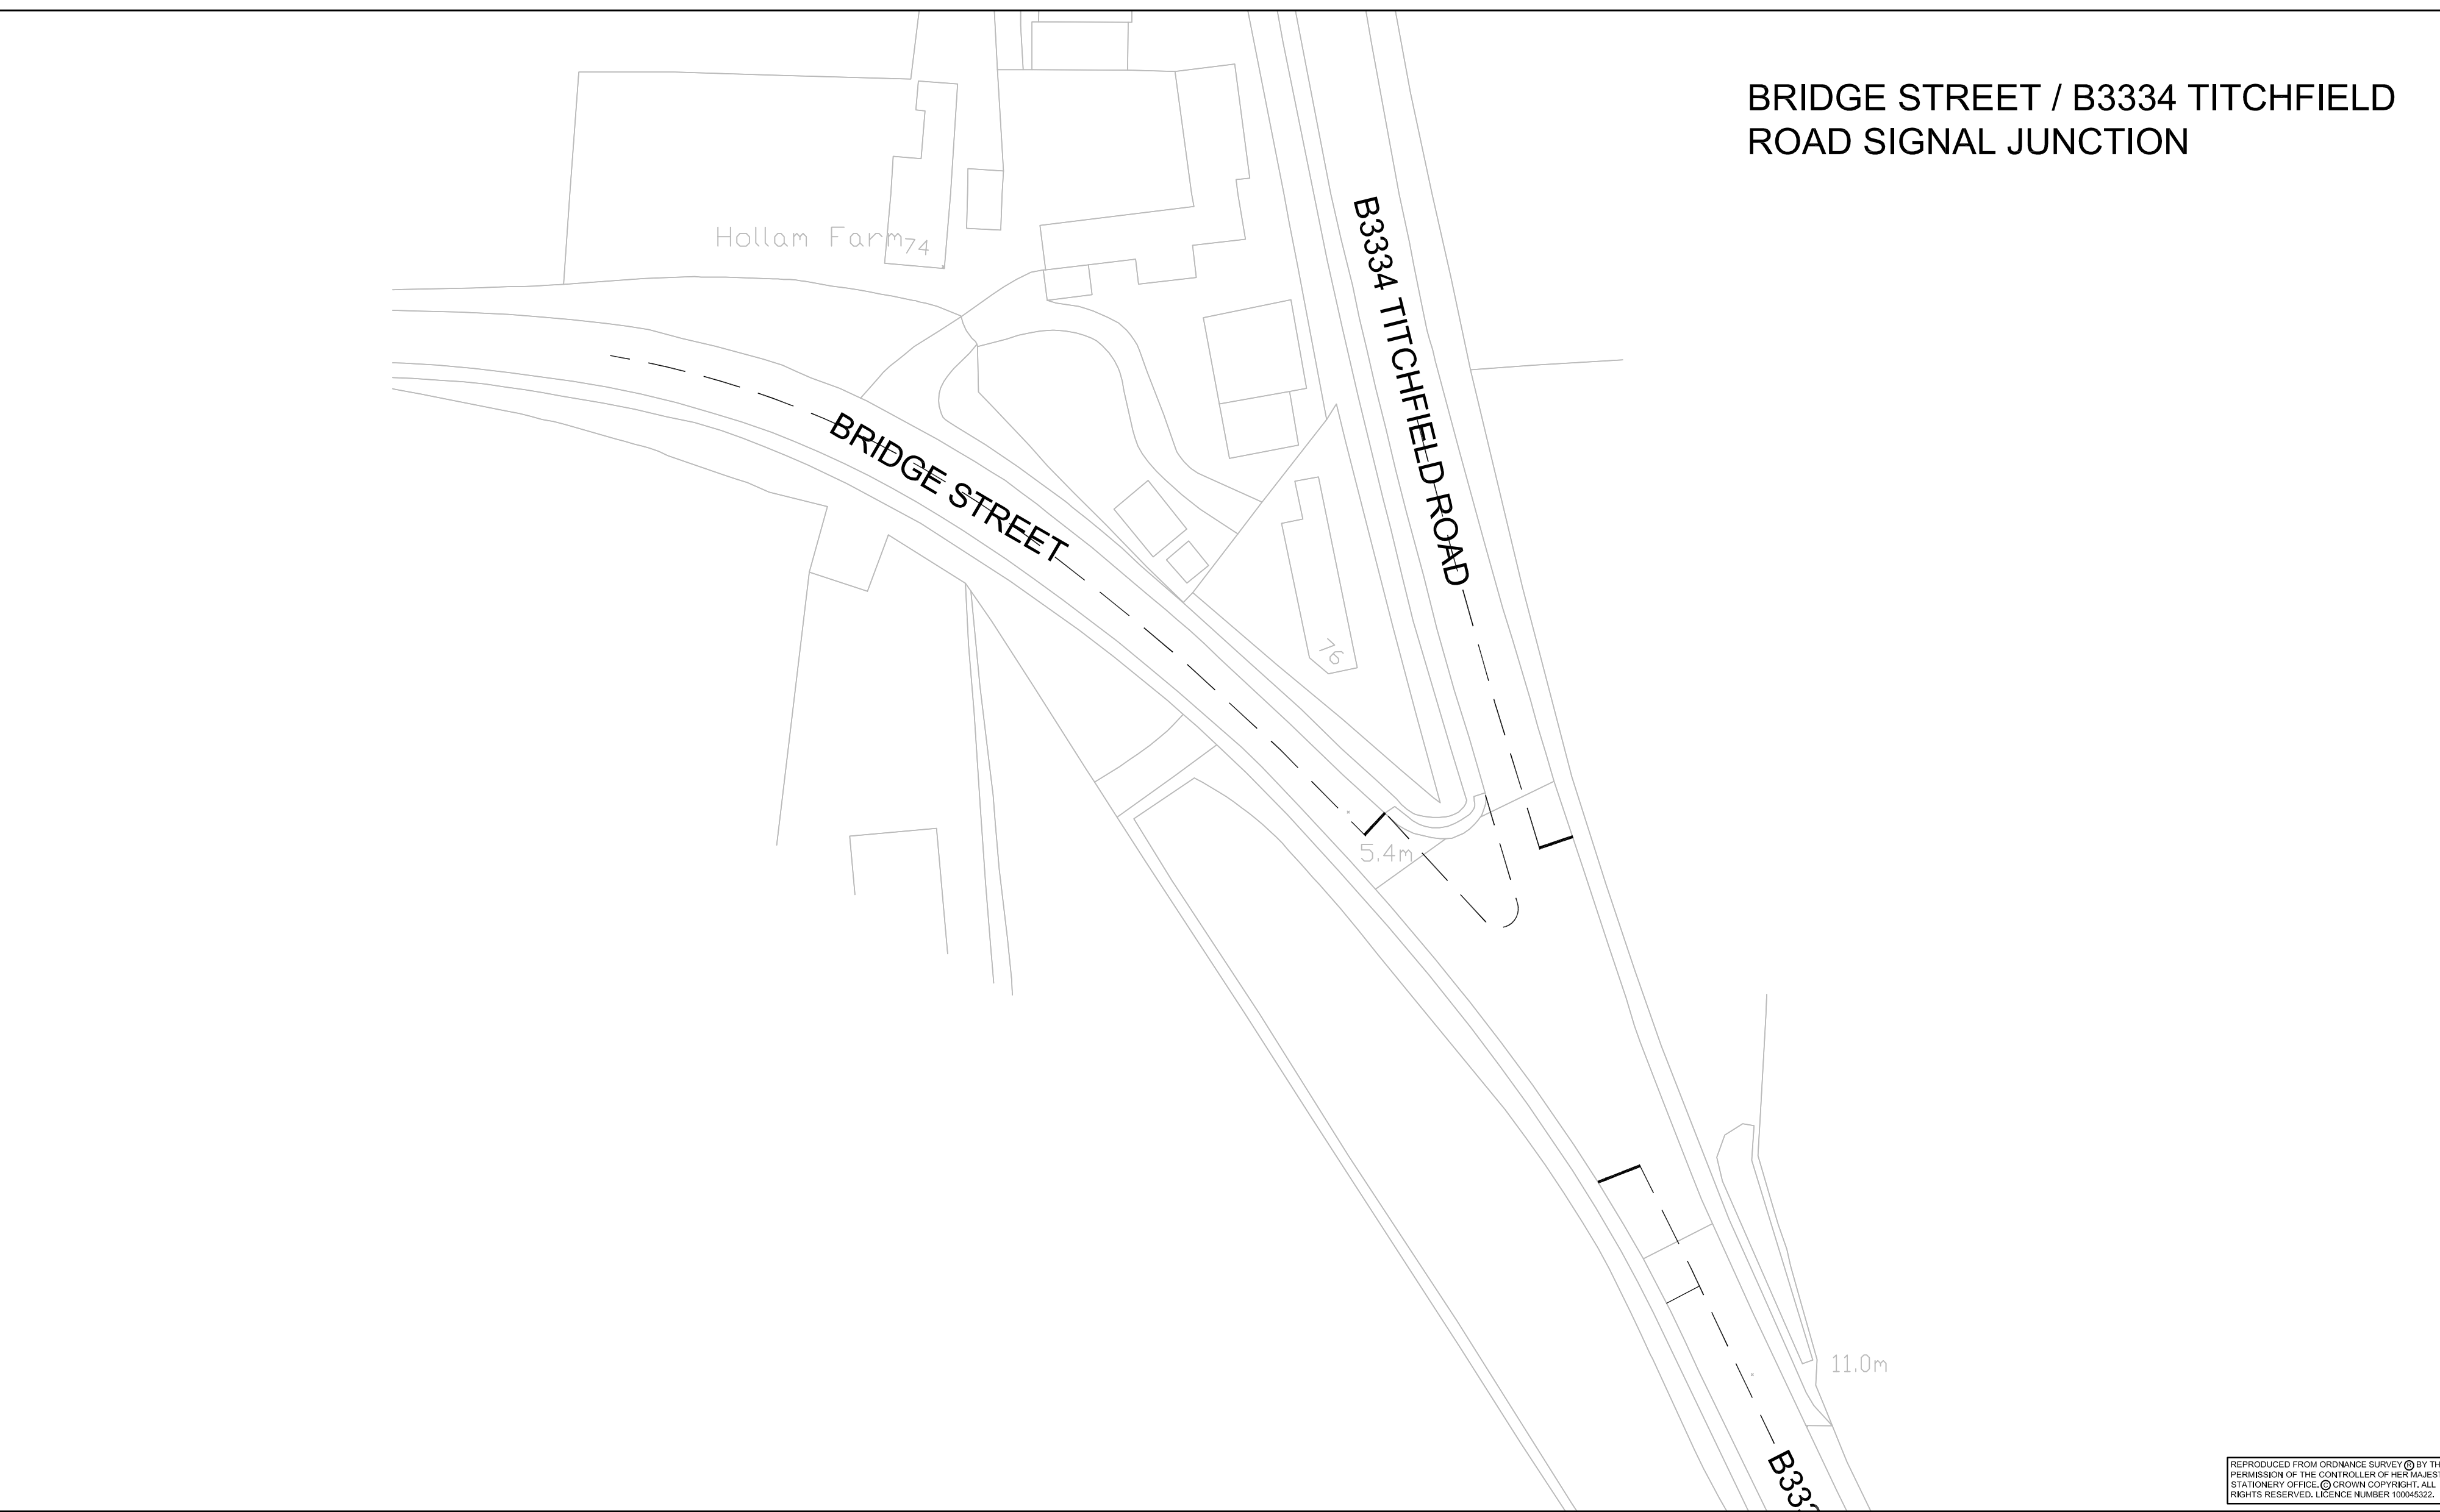 BRIDGE STREET / B3334 TITCHFIELD
ROAD SIGNAL JUNCTION
B3334 TITCHFIELD ROAD
Hollam Farm
74
BRIDGE STREET
76
5.4m
11.0m
REPRODUCED FROM ORDNANCE SURVEY ® BY TH
PERMISSION OF THE CONTROLLER OF HER MAJEST
STATIONERY OFFICE. © CROWN COPYRIGHT. ALL
RIGHTS RESERVED. LICENCE NUMBER 100045322.